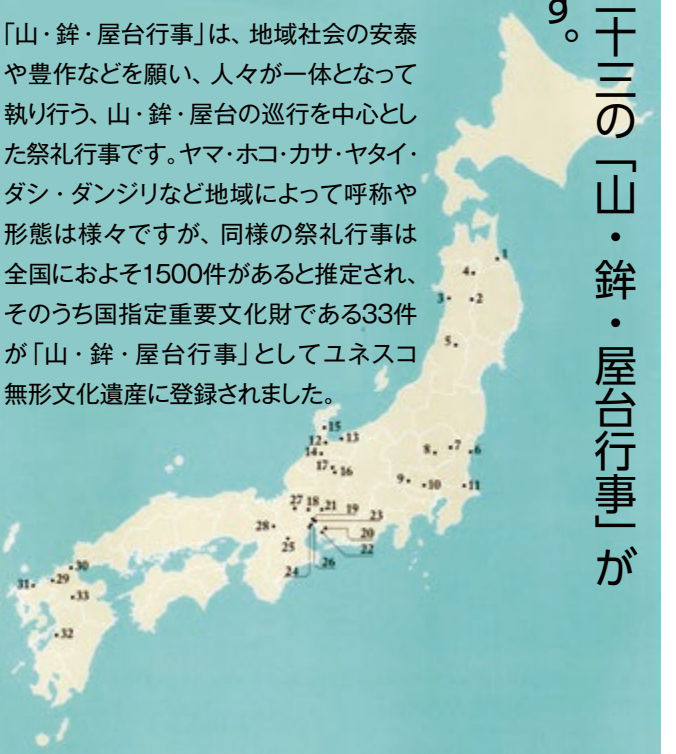 三十三の「山・鉾・屋台行事」が
す。
「山・鉾・屋台行事」は、地域社会の安泰
や豊作などを願い、人々が一体となって
執り行う、山・鉾・屋台の巡行を中心とし
た祭礼行事です。ヤマ・ホコ・カサ・ヤタイ・
ダシ・ダンジリなど地域によって呼称や
形態は様々ですが、同様の祭礼行事は
全国におよそ1500件があると推定され、
そのうち国指定重要文化財である33件
が「山・鉾・屋台行事」としてユネスコ
無形文化遺産に登録されました。
1
4
3
2
5
15
12
13
14
17
16
8
7
6
9
10
11
27
18
21
19
23
28
20
25
22
26
24
30
31
29
33
32